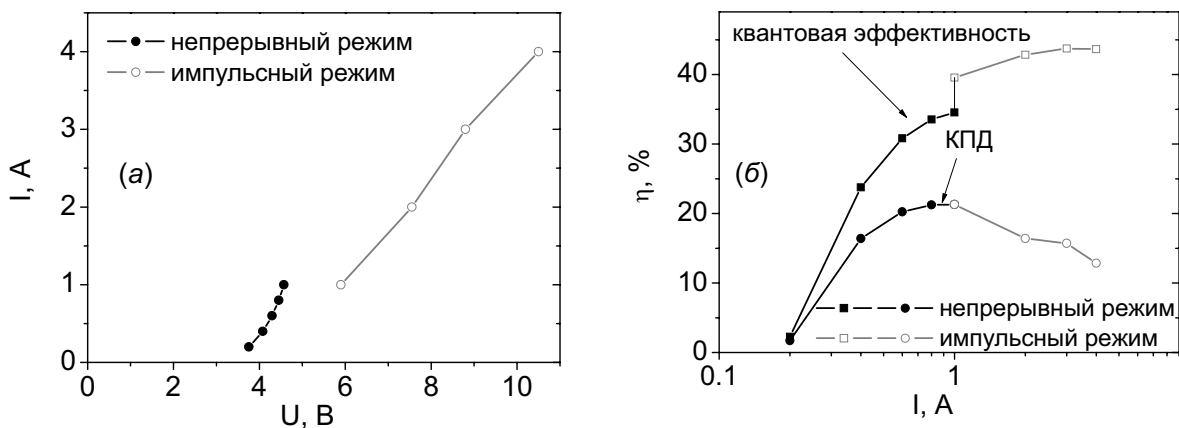 непрерывный режим
импульсный режим
(а)
I, A
4
3
2
1
0
0
2
4
6
8
10
U, В
квантовая эффективность
КПД
(б)
η, %
50
40
30
20
10
0
непрерывный режим
импульсный режим
0.1
1
I, A